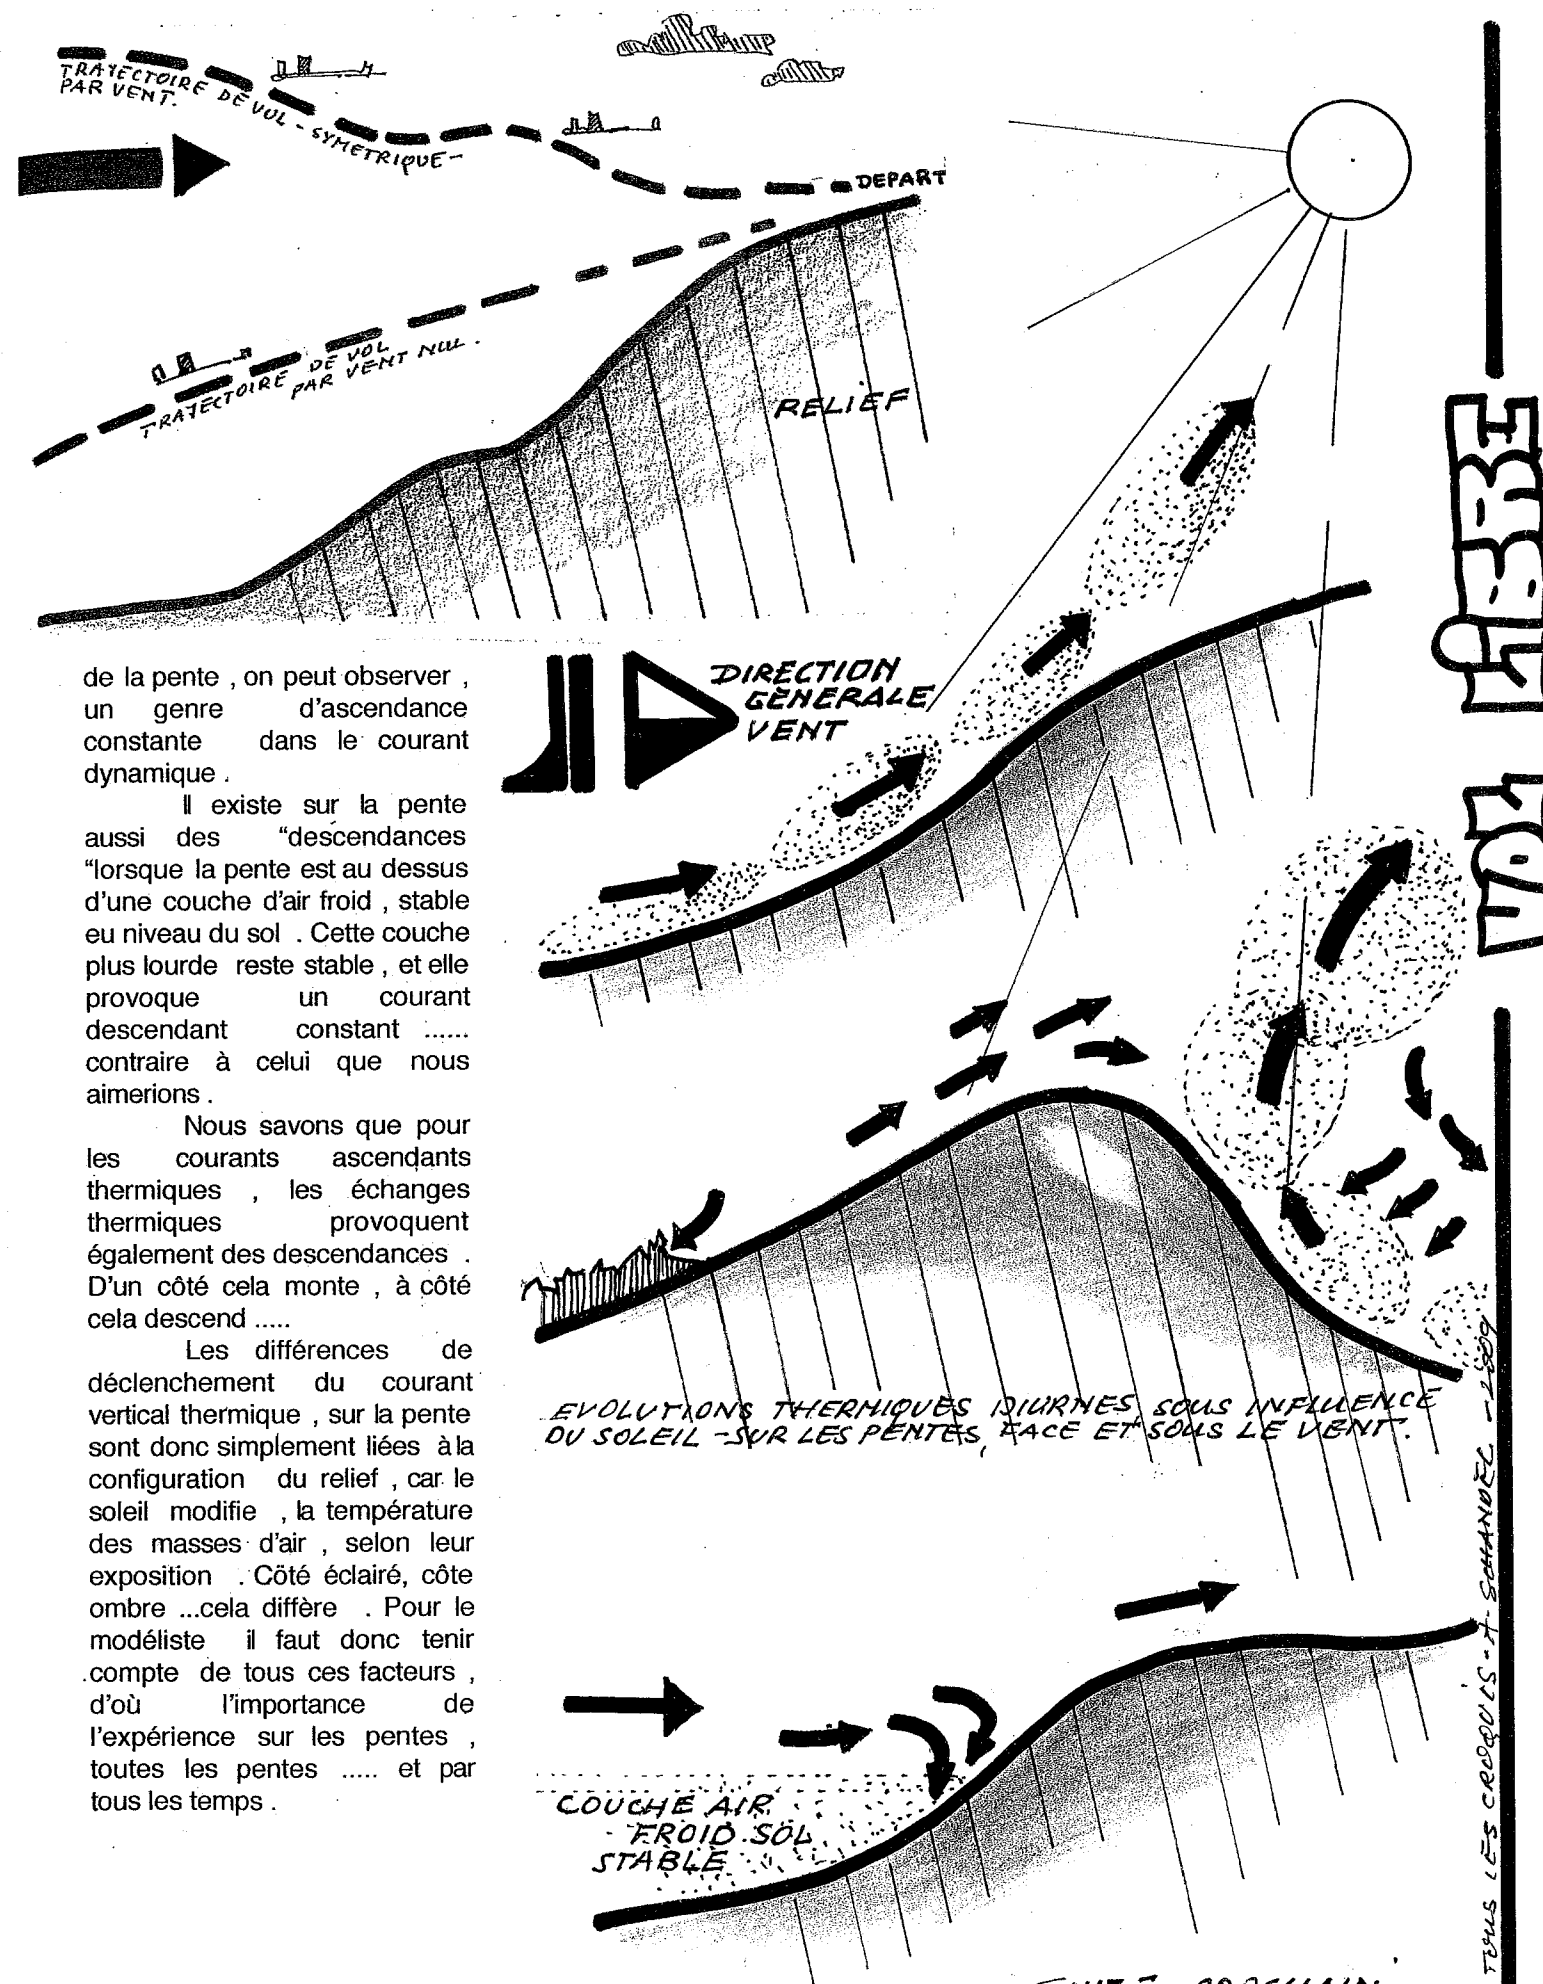 TRAYECTOIRE DE VOL - SYMETRIQUE -
PAR VENT.
DEPART
TRAYECTOIRE DE VOL
PAR VENT NUL.
RELIEF
DIRECTION
GENERALE
VENT
de la pente , on peut observer ,
un genre d'ascendance
constante dans le courant
dynamique .
Il existe sur la pente
aussi des "descendances
"lorsque la pente est au dessus
d'une couche d'air froid , stable
eu niveau du sol . Cette couche
plus lourde reste stable , et elle
provoque un courant
descendant constant ......
contraire à celui que nous
aimerions .
Nous savons que pour
les courants ascendants
thermiques , les échanges
thermiques provoquent
également des descendances .
D'un côté cela monte , à côté
cela descend .....
Les différences de
déclenchement du courant
vertical thermique , sur la pente
sont donc simplement liées à la
configuration du relief , car le
soleil modifie , la température
des masses d'air , selon leur
exposition . Côté éclairé, côte
ombre ...cela diffère . Pour le
modéliste il faut donc tenir
compte de tous ces facteurs ,
d'où l'importance de
l'expérience sur les pentes ,
toutes les pentes ..... et par
tous les temps .
EVOLUTIONS THERMIQUES DIURNES SOUS INFLUENCE
DU SOLEIL - SUR LES PENTES, FACE ET SOUS LE VENT.
COUCHE AIR
FROID SOL
STABLE
VOL LIBRE
TOUS LES CROQUIS - A. SCHANDEL - 2009